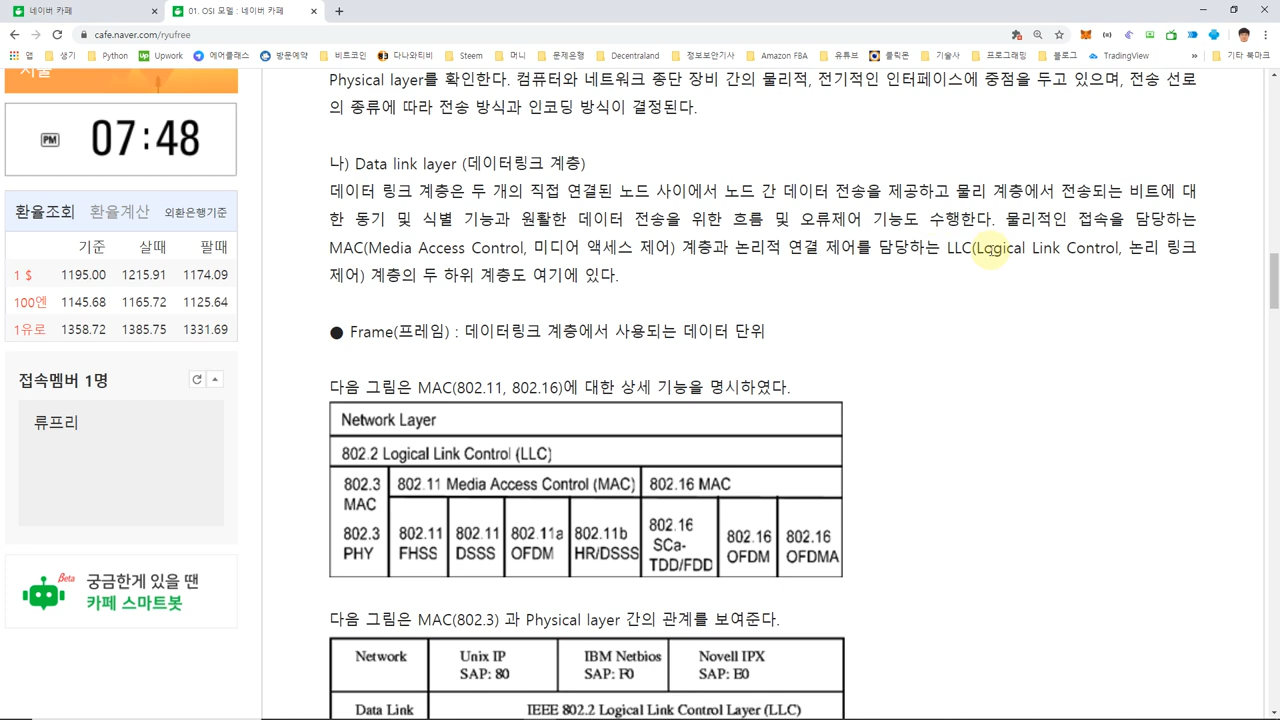 네이버 카페
01. OSI 모델 : 네이버 카페
cafe.naver.com/ryufree
앱
생기
Python
Upwork
에어클래스
방문예약
비트코인
다나와티비
Steem
머니
문제은행
Decentraland
정보보안기사
Amazon FBA
유튜브
클릭몬
기술사
프로그래밍
블로그
TradingView
기타 북마크
서울
PM 07:48
환율조회 환율계산 외환은행기준
기준 살때 팔때
1 $ 1195.00 1215.91 1174.09
100엔 1145.68 1165.72 1125.64
1유로 1358.72 1385.75 1331.69
접속멤버 1명
류프리
Beta
궁금한게 있을 땐
카페 스마트봇
Physical layer를 확인한다. 컴퓨터와 네트워크 종단 장비 간의 물리적, 전기적인 인터페이스에 중점을 두고 있으며, 전송 선로
의 종류에 따라 전송 방식과 인코딩 방식이 결정된다.
나) Data link layer (데이터링크 계층)
데이터 링크 계층은 두 개의 직접 연결된 노드 사이에서 노드 간 데이터 전송을 제공하고 물리 계층에서 전송되는 비트에 대
한 동기 및 식별 기능과 원활한 데이터 전송을 위한 흐름 및 오류제어 기능도 수행한다. 물리적인 접속을 담당하는
MAC(Media Access Control, 미디어 액세스 제어) 계층과 논리적 연결 제어를 담당하는 LLC(Logical Link Control, 논리 링크
제어) 계층의 두 하위 계층도 여기에 있다.
● Frame(프레임) : 데이터링크 계층에서 사용되는 데이터 단위
다음 그림은 MAC(802.11, 802.16)에 대한 상세 기능을 명시하였다.
Network Layer
802.2 Logical Link Control (LLC)
802.3
MAC
802.3
PHY
802.11 Media Access Control (MAC)
802.16 MAC
802.11
FHSS
802.11
DSSS
802.11a
OFDM
802.11b
HR/DSSS
802.16
SCa-
TDD/FDD
802.16
OFDM
802.16
OFDMA
다음 그림은 MAC(802.3) 과 Physical layer 간의 관계를 보여준다.
Network
Unix IP
SAP: 80
IBM Netbios
SAP: F0
Novell IPX
SAP: E0
Data Link
IEEE 802.2 Logical Link Control Layer (LLC)